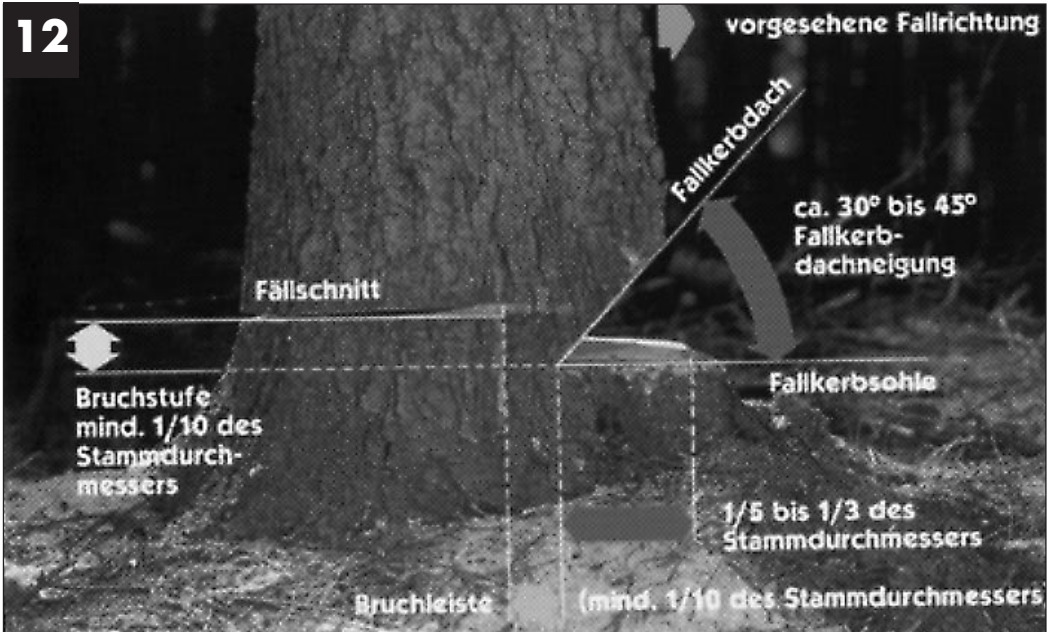 12
vorgesehene Fallrichtung
Fallkerbdach
ca. 30° bis 45°
Fallkerb-
dachneigung
Fällschnitt
Fallkerbsohle
Bruchstufe
mind. 1/10 des
Stammdurch-
messers
1/5 bis 1/3 des
Stammdurchmessers
Bruchleiste
(mind. 1/10 des Stammdurchmessers